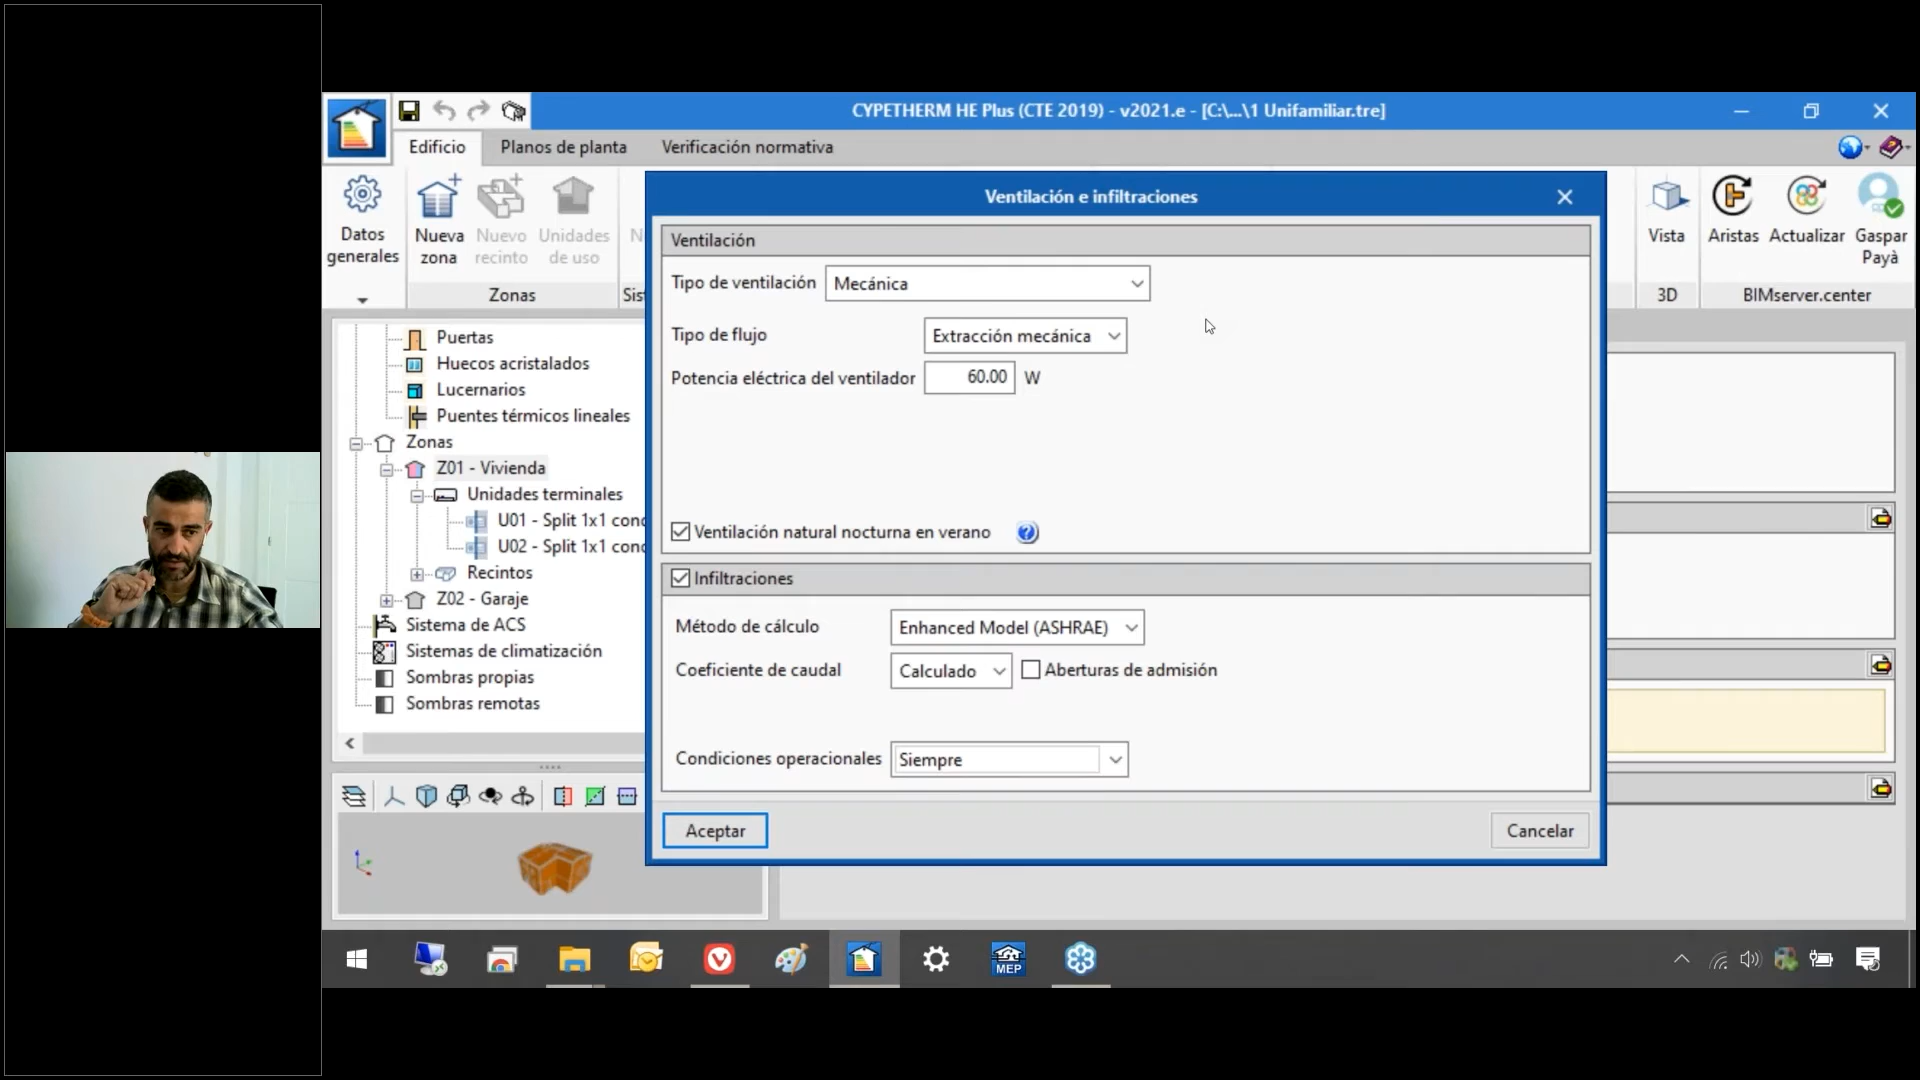 CYPETHERM HE Plus (CTE 2019) - v2021.e - [C:\...\1 Unifamiliar.tre]
Edificio
Planos de planta
Verificación normativa
Datos generales
Nueva zona
Nuevo recinto
Unidades de uso
N
Zonas
Sist
Vista
Aristas
Actualizar
Gaspar Payà
3D
BIMserver.center
Puertas
Huecos acristalados
Lucernarios
Puentes térmicos lineales
Zonas
Z01 - Vivienda
Unidades terminales
U01 - Split 1x1 cond
U02 - Split 1x1 cond
Recintos
Z02 - Garaje
Sistema de ACS
Sistemas de climatización
Sombras propias
Sombras remotas
Ventilación e infiltraciones
Ventilación
Tipo de ventilación Mecánica
Tipo de flujo Extracción mecánica
Potencia eléctrica del ventilador 60.00 W
Ventilación natural nocturna en verano
Infiltraciones
Método de cálculo Enhanced Model (ASHRAE)
Coeficiente de caudal Calculado Aberturas de admisión
Condiciones operacionales Siempre
Aceptar
Cancelar
MEP